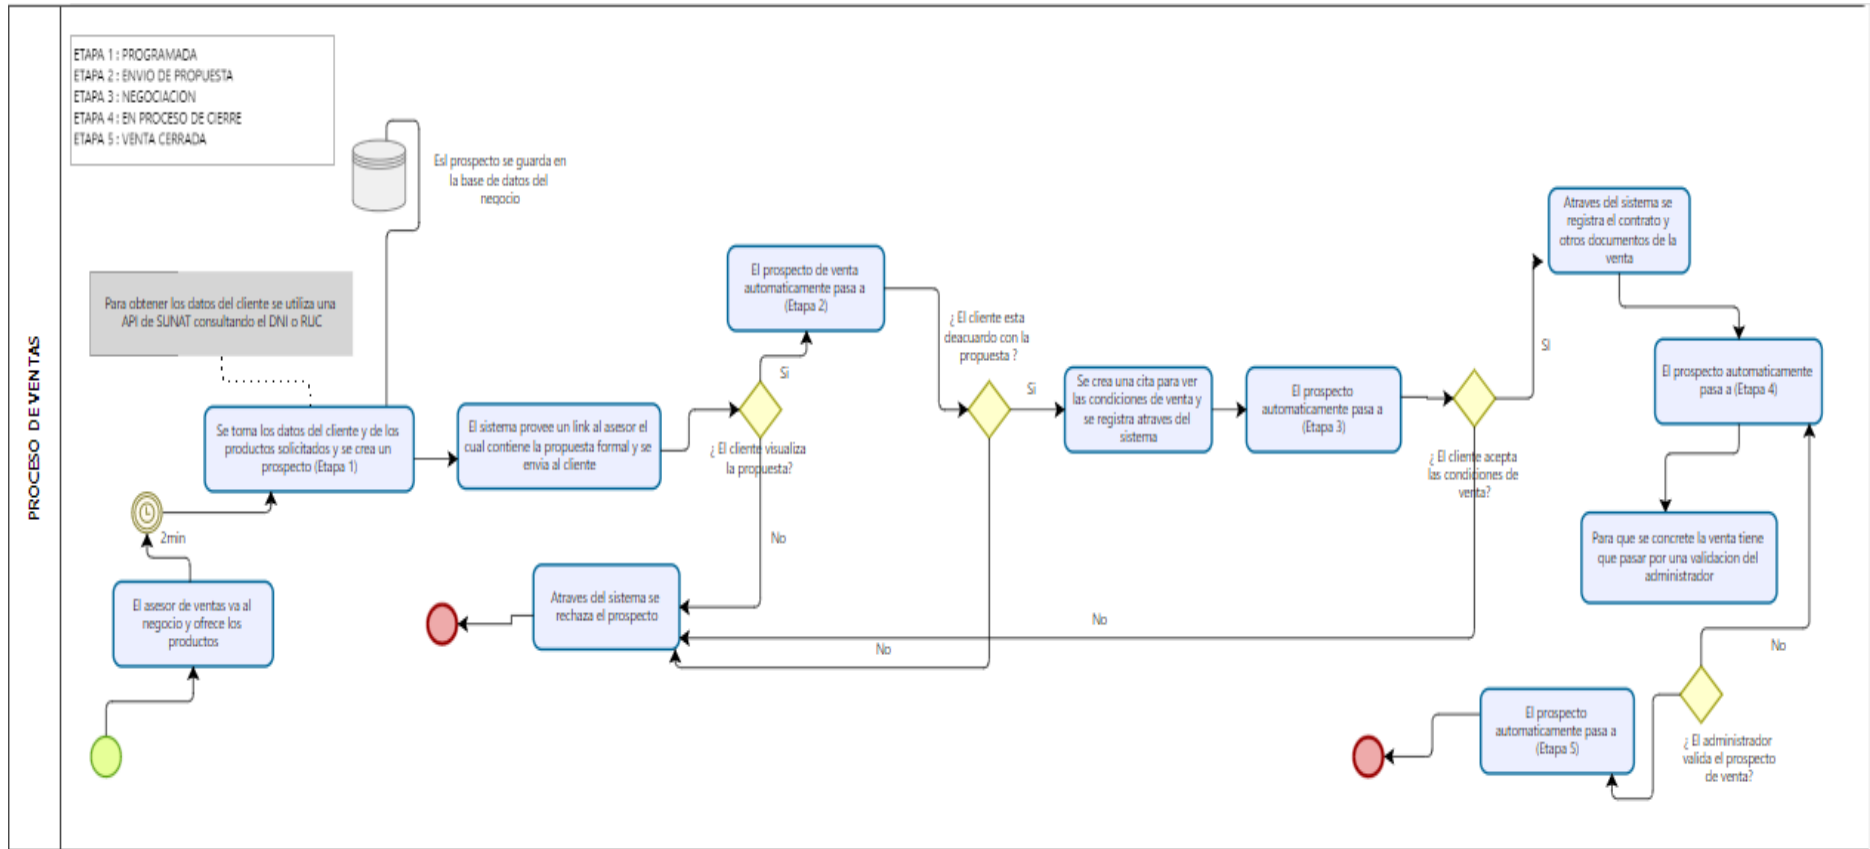 PROCESO DE VENTAS
ETAPA 1 : PROGRAMADA
ETAPA 2 : ENVIO DE PROPUESTA
ETAPA 3 : NEGOCIACION
ETAPA 4 : EN PROCESO DE CIERRE
ETAPA 5 : VENTA CERRADA
Esl prospecto se guarda en
la base de datos del
negocio
Para obtener los datos del cliente se utiliza una
API de SUNAT consultando el DNI o RUC
Se toma los datos del cliente y de los
productos solicitados y se crea un
prospecto (Etapa 1)
2min
El asesor de ventas va al
negocio y ofrece los
productos
El sistema provee un link al asesor el
cual contiene la propuesta formal y se
envia al cliente
¿ El cliente visualiza
la propuesta?
Si
No
El prospecto de venta
automaticamente pasa a
(Etapa 2)
Atraves del sistema se
rechaza el prospecto
¿ El cliente esta
deacuardo con la
propuesta ?
Si
No
Se crea una cita para ver
las condiciones de venta y
se registra atraves del
sistema
El prospecto
automaticamente pasa a
(Etapa 3)
¿ El cliente acepta
las condiciones de
venta?
SI
No
Atraves del sistema se
registra el contrato y
otros documentos de la
venta
El prospecto automaticamente
pasa a (Etapa 4)
Para que se concrete la venta tiene
que pasar por una validacion del
administrador
No
¿ El administrador
valida el prospecto
de venta?
El prospecto
automaticamente pasa a
(Etapa 5)